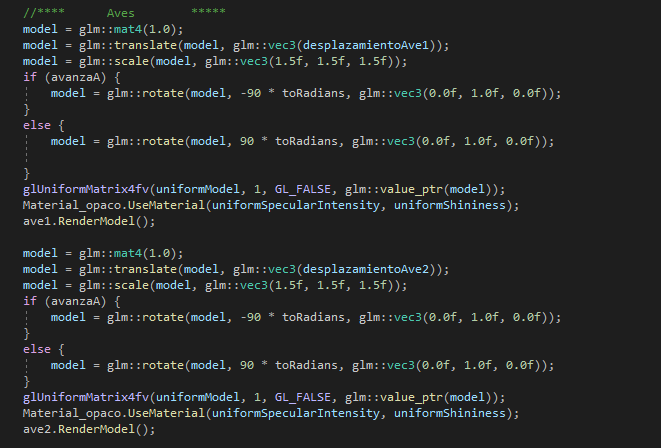 //****      Aves        *****
model = glm::mat4(1.0);
model = glm::translate(model, glm::vec3(desplazamientoAve1));
model = glm::scale(model, glm::vec3(1.5f, 1.5f, 1.5f));
if (avanzaA) {
    model = glm::rotate(model, -90 * toRadians, glm::vec3(0.0f, 1.0f, 0.0f));
}
else {
    model = glm::rotate(model, 90 * toRadians, glm::vec3(0.0f, 1.0f, 0.0f));
}
glUniformMatrix4fv(uniformModel, 1, GL_FALSE, glm::value_ptr(model));
Material_opaco.UseMaterial(uniformSpecularIntensity, uniformShininess);
ave1.RenderModel();
model = glm::mat4(1.0);
model = glm::translate(model, glm::vec3(desplazamientoAve2));
model = glm::scale(model, glm::vec3(1.5f, 1.5f, 1.5f));
if (avanzaA) {
    model = glm::rotate(model, -90 * toRadians, glm::vec3(0.0f, 1.0f, 0.0f));
}
else {
    model = glm::rotate(model, 90 * toRadians, glm::vec3(0.0f, 1.0f, 0.0f));
}
glUniformMatrix4fv(uniformModel, 1, GL_FALSE, glm::value_ptr(model));
Material_opaco.UseMaterial(uniformSpecularIntensity, uniformShininess);
ave2.RenderModel();